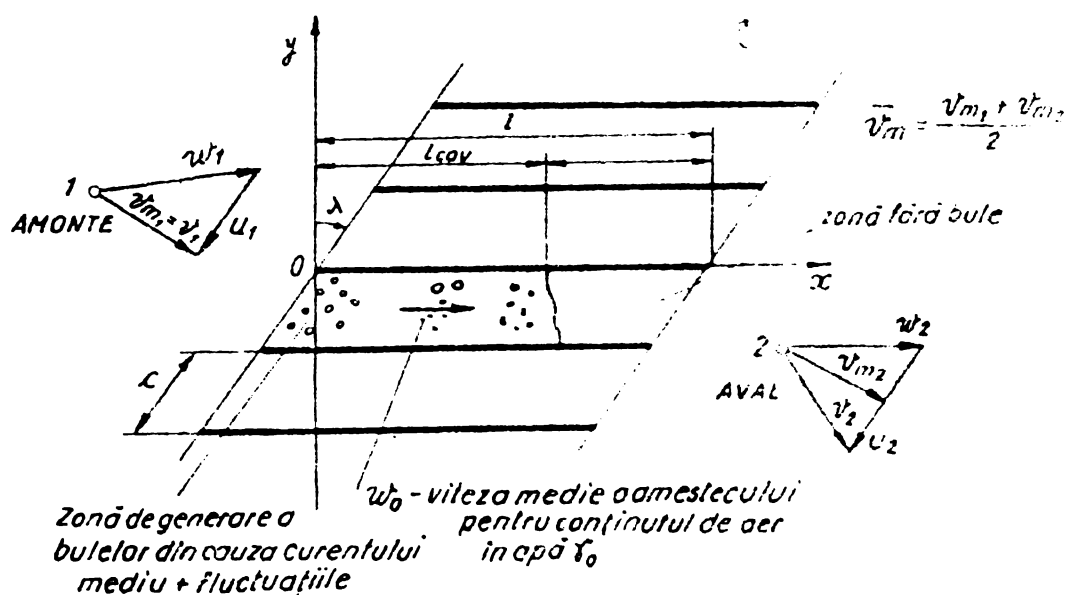 y
l
l cav
v̄m = (vm1 + vm2) / 2
w1
1
vm1 = v1
u1
AMONTE
λ
zonă fără bule
0
x
w2
2
vm2
AVAL
v2
u2
c
w0 - viteza medie a amestecului
pentru conținutul de aer
în apă γ0
Zonă de generare a
bulelor din cauza curentului
mediu + fluctuațiile